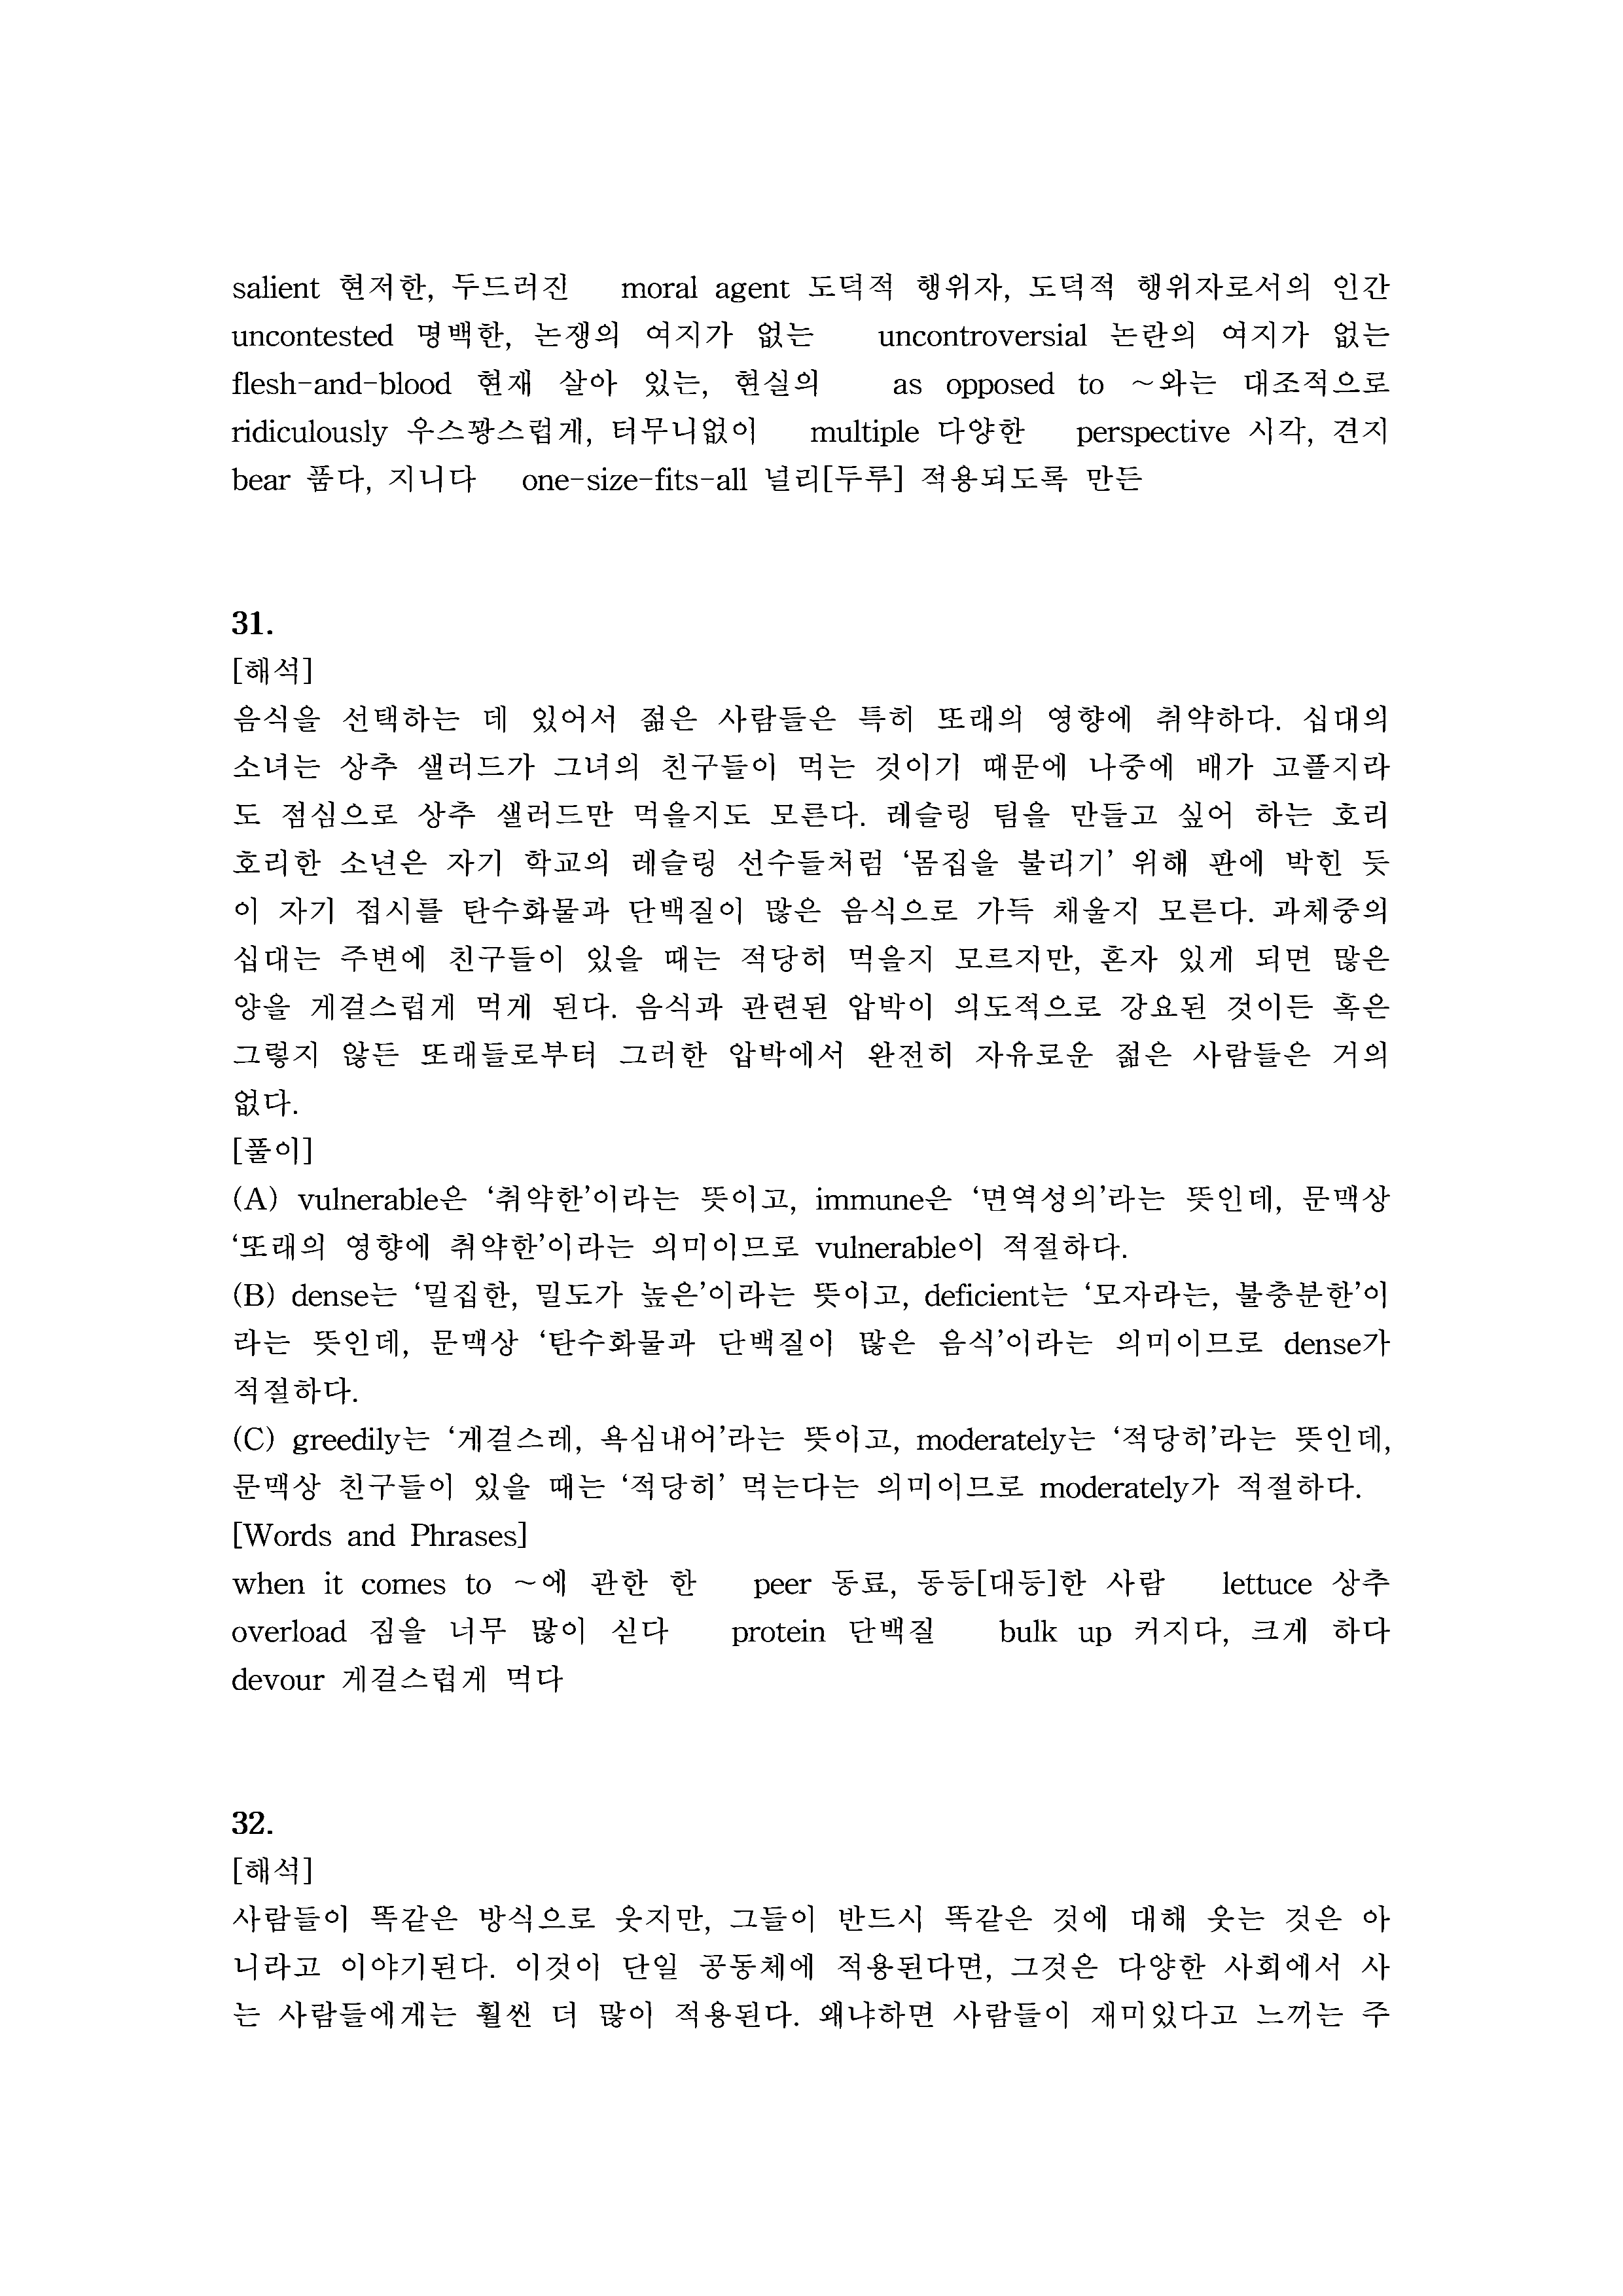 salient 현저한, 두드러진 moral agent 도덕적 행위자, 도덕적 행위자로서의 인간
uncontested 명백한, 논쟁의 여지가 없는 uncontroversial 논란의 여지가 없는
flesh-and-blood 현재 살아 있는, 현실의 as opposed to ～와는 대조적으로
ridiculously 우스꽝스럽게, 터무니없이 multiple 다양한 perspective 시각, 견지
bear 품다, 지니다 one-size-fits-all 널리[두루] 적용되도록 만든
31.
[해석]
음식을 선택하는 데 있어서 젊은 사람들은 특히 또래의 영향에 취약하다. 십대의
소녀는 상추 샐러드가 그녀의 친구들이 먹는 것이기 때문에 나중에 배가 고플지라
도 점심으로 상추 샐러드만 먹을지도 모른다. 레슬링 팀을 만들고 싶어 하는 호리
호리한 소년은 자기 학교의 레슬링 선수들처럼 ‘몸집을 불리기’ 위해 판에 박힌 듯
이 자기 접시를 탄수화물과 단백질이 많은 음식으로 가득 채울지 모른다. 과체중의
십대는 주변에 친구들이 있을 때는 적당히 먹을지 모르지만, 혼자 있게 되면 많은
양을 게걸스럽게 먹게 된다. 음식과 관련된 압박이 의도적으로 강요된 것이든 혹은
그렇지 않든 또래들로부터 그러한 압박에서 완전히 자유로운 젊은 사람들은 거의
없다.
[풀이]
(A) vulnerable은 ‘취약한’이라는 뜻이고, immune은 ‘면역성의’라는 뜻인데, 문맥상
‘또래의 영향에 취약한’이라는 의미이므로 vulnerable이 적절하다.
(B) dense는 ‘밀집한, 밀도가 높은’이라는 뜻이고, deficient는 ‘모자라는, 불충분한’이
라는 뜻인데, 문맥상 ‘탄수화물과 단백질이 많은 음식’이라는 의미이므로 dense가
적절하다.
(C) greedily는 ‘게걸스레, 욕심내어’라는 뜻이고, moderately는 ‘적당히’라는 뜻인데,
문맥상 친구들이 있을 때는 ‘적당히’ 먹는다는 의미이므로 moderately가 적절하다.
[Words and Phrases]
when it comes to ～에 관한 한 peer 동료, 동등[대등]한 사람 lettuce 상추
overload 짐을 너무 많이 싣다 protein 단백질 bulk up 커지다, 크게 하다
devour 게걸스럽게 먹다
32.
[해석]
사람들이 똑같은 방식으로 웃지만, 그들이 반드시 똑같은 것에 대해 웃는 것은 아
니라고 이야기된다. 이것이 단일 공동체에 적용된다면, 그것은 다양한 사회에서 사
는 사람들에게는 훨씬 더 많이 적용된다. 왜냐하면 사람들이 재미있다고 느끼는 주